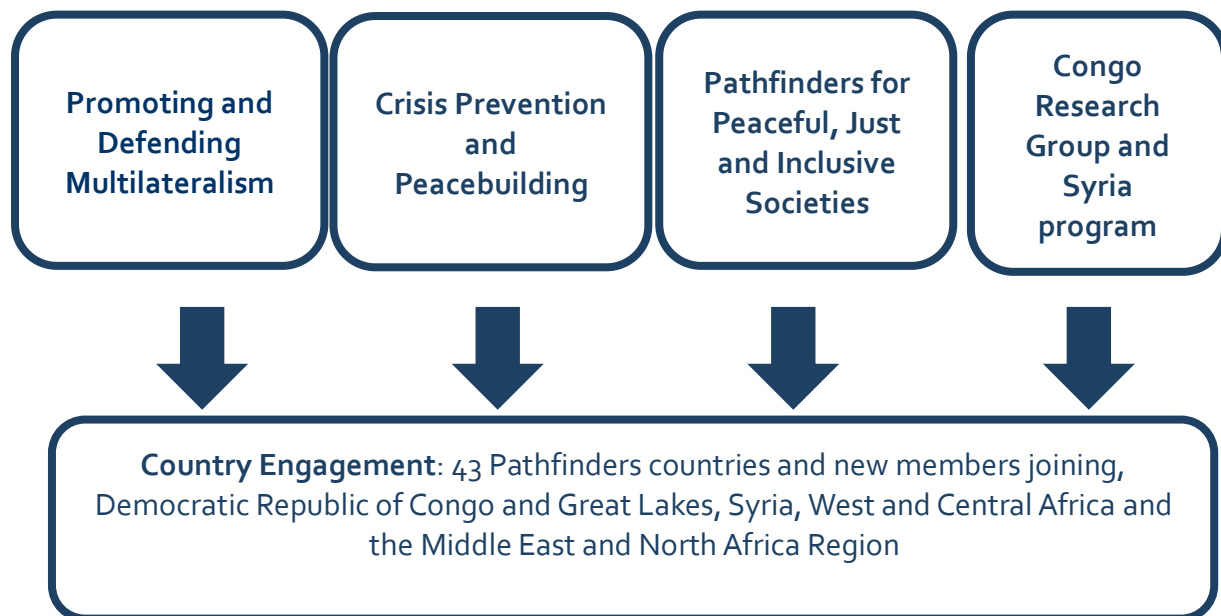 Promoting and
Defending
Multilateralism
Crisis Prevention
and
Peacebuilding
Pathfinders for
Peaceful, Just
and Inclusive
Societies
Congo
Research
Group and
Syria
program
Country Engagement: 43 Pathfinders countries and new members joining,
Democratic Republic of Congo and Great Lakes, Syria, West and Central Africa and
the Middle East and North Africa Region